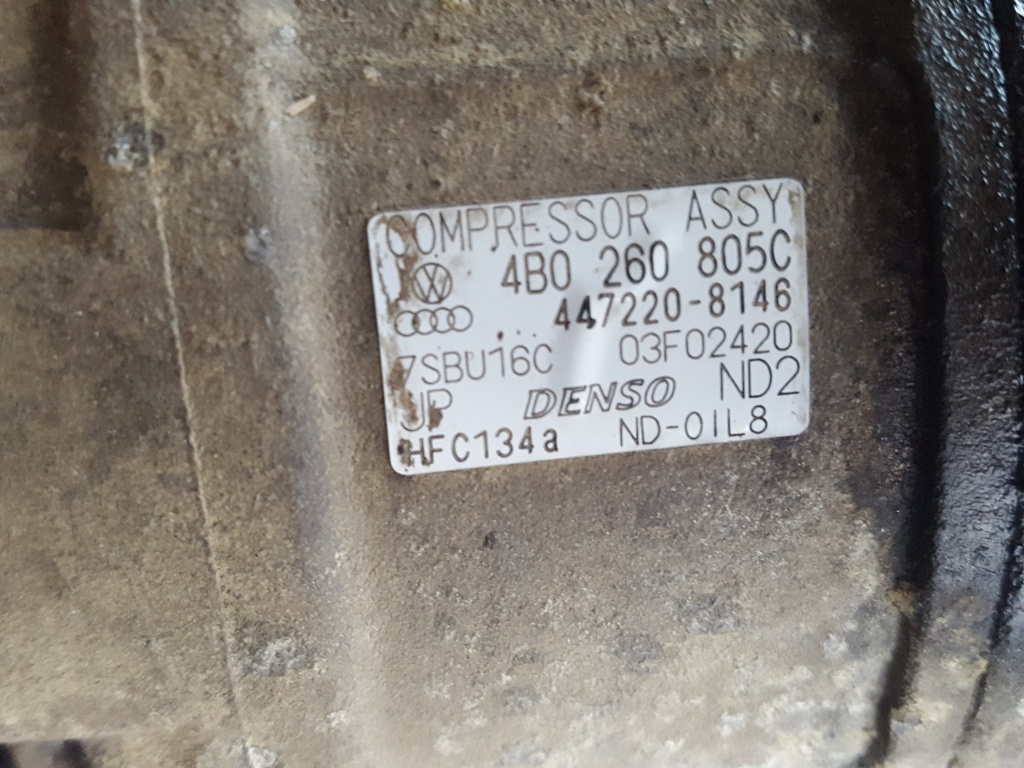 COMPRESSOR ASSY
4B0 260 805C
447220-8146
7SBU16C 03F02420
JP DENSO ND2
HFC134a ND-OIL8